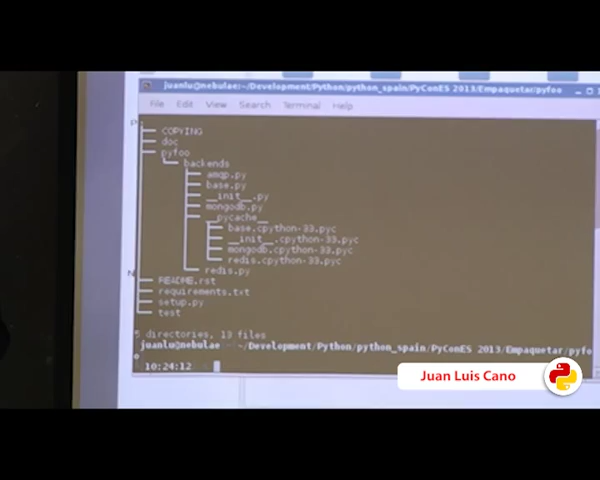 juanlu@nebulae:~/Development/Python/python_spain/PyConES 2013/Empaquetar/pyfoo
File Edit View Search Terminal Help
COPYING
doc
pyfoo
backends
amqp.py
base.py
__init__.py
mongodb.py
__pycache__
base.cpython-33.pyc
__init__.cpython-33.pyc
mongodb.cpython-33.pyc
redis.cpython-33.pyc
redis.py
README.rst
requirements.txt
setup.py
test
5 directories, 13 files
juanlu@nebulae ~/Development/Python/python_spain/PyConES 2013/Empaquetar/pyfo
o
10:24:12
Juan Luis Cano